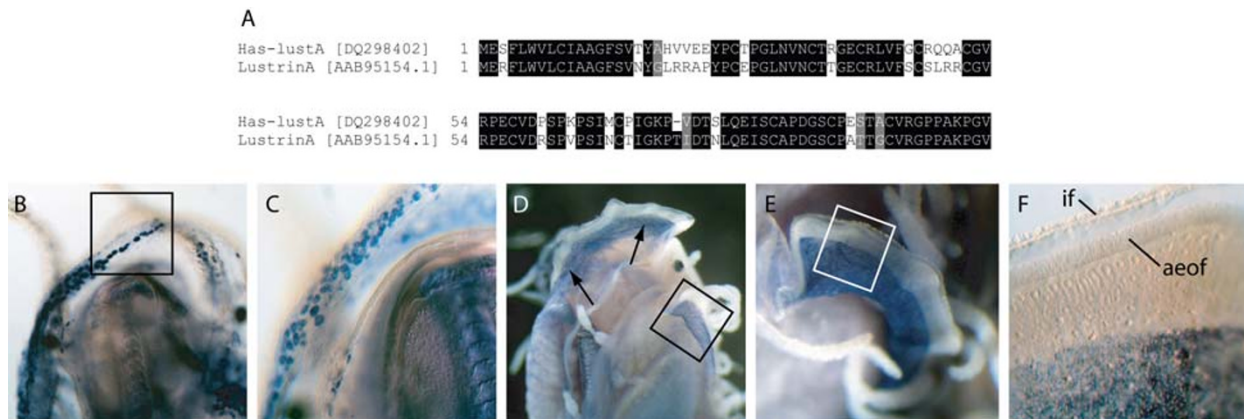 A
Has-lustA [DQ298402] 1 MESFLWVLCIAAGFSVTYAHVVEEYPCTPGLNVNCTRGECRLVFGCRQQACGV
LustrinA [AAB95154.1] 1 MERFLWVLCIAAGFSVNYGLRRAPYPCEPGLNVNCTTGECRLVFSCSLRRCGV
Has-lustA [DQ298402] 54 RPECVDPSPKPSIMCPIGKP-VDTSLQEISCAPDGSCPESTACVRGPPAKPGV
LustrinA [AAB95154.1] 54 RPECVDRSPVPSINCTIGKPTIDTNLQEISCAPDGSCPATTGCVRGPPAKPGV
B
C
D
E
F
if
aeof